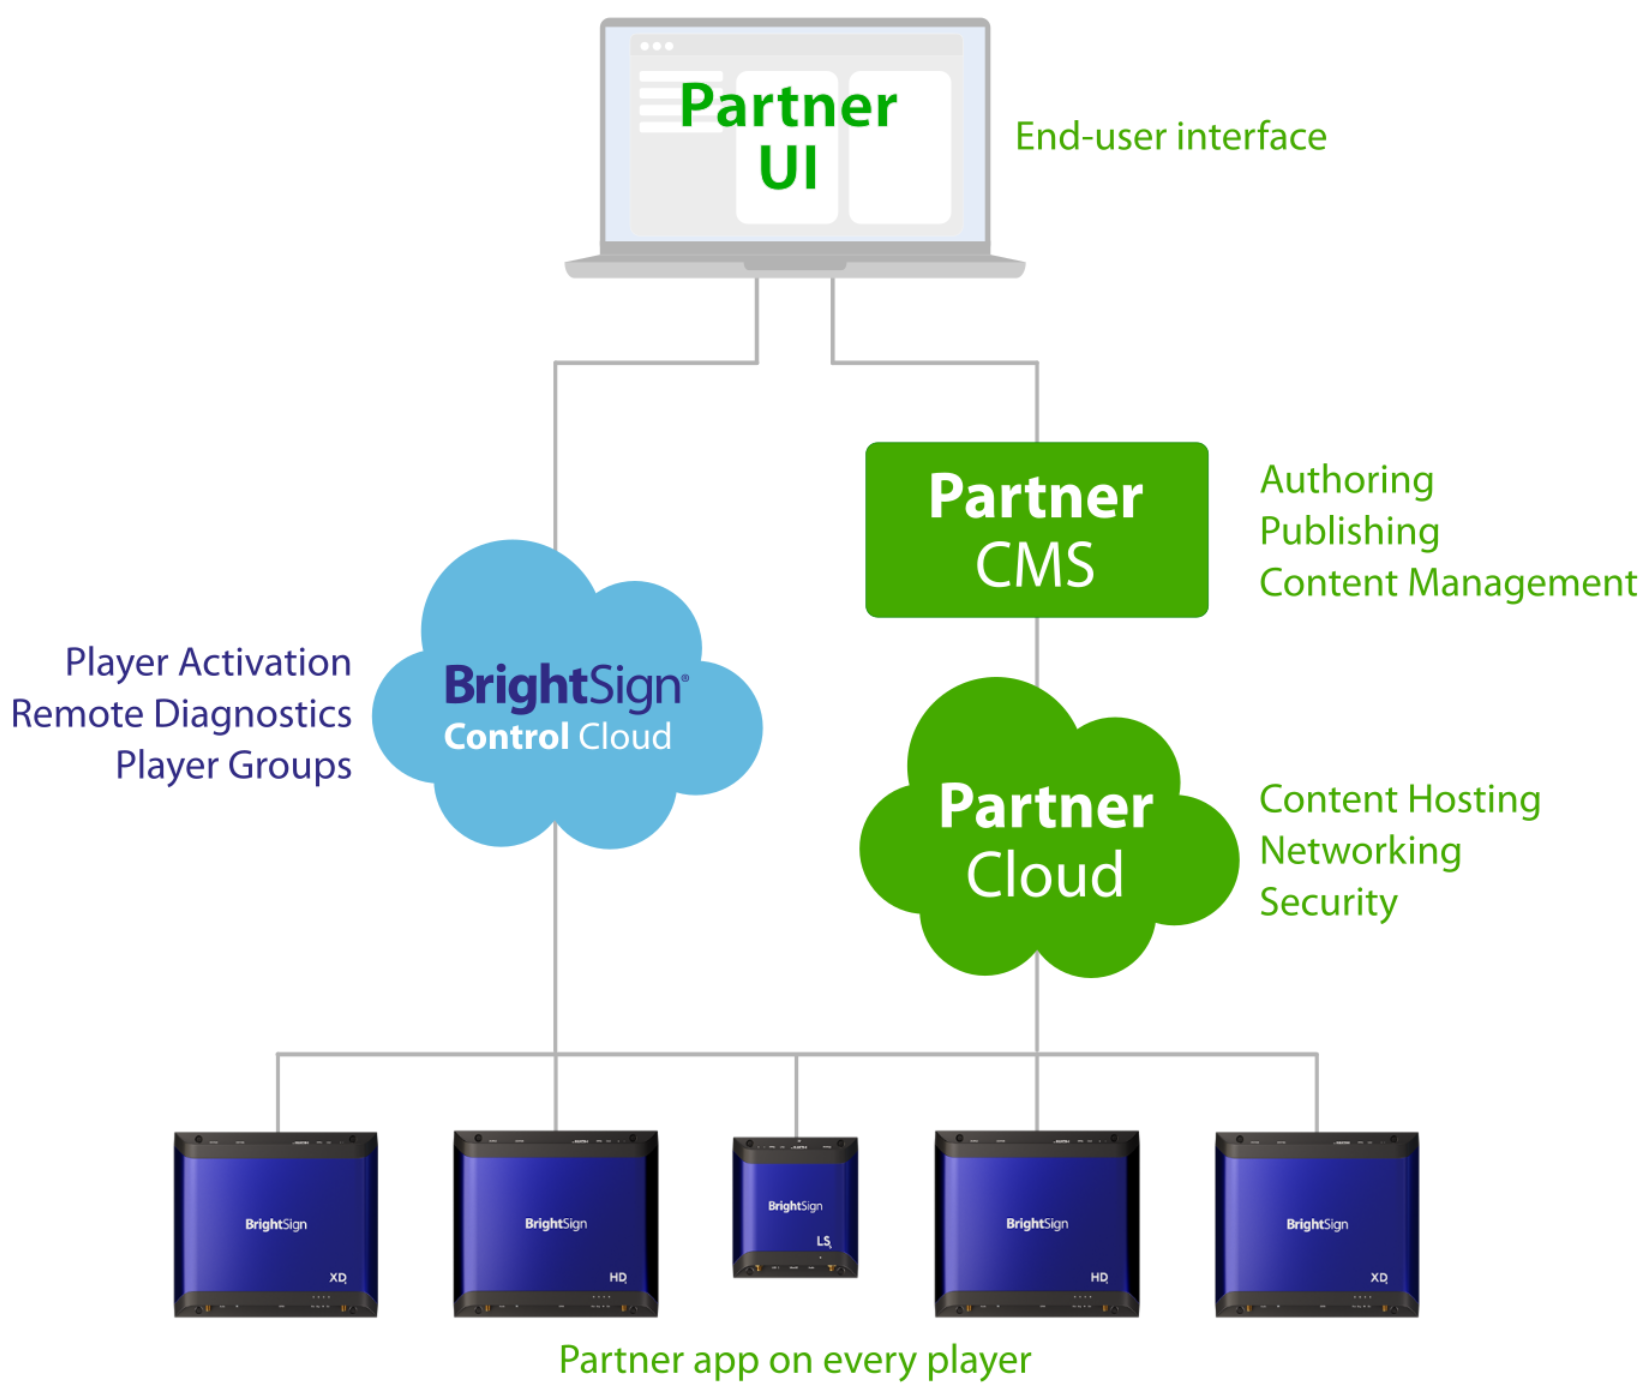 Partner
UI
End-user interface
Partner
CMS
Authoring
Publishing
Content Management
Player Activation
Remote Diagnostics
Player Groups
BrightSign®
Control Cloud
Partner
Cloud
Content Hosting
Networking
Security
BrightSign
XD
BrightSign
HD
BrightSign
LS
BrightSign
HD
BrightSign
XD
Partner app on every player